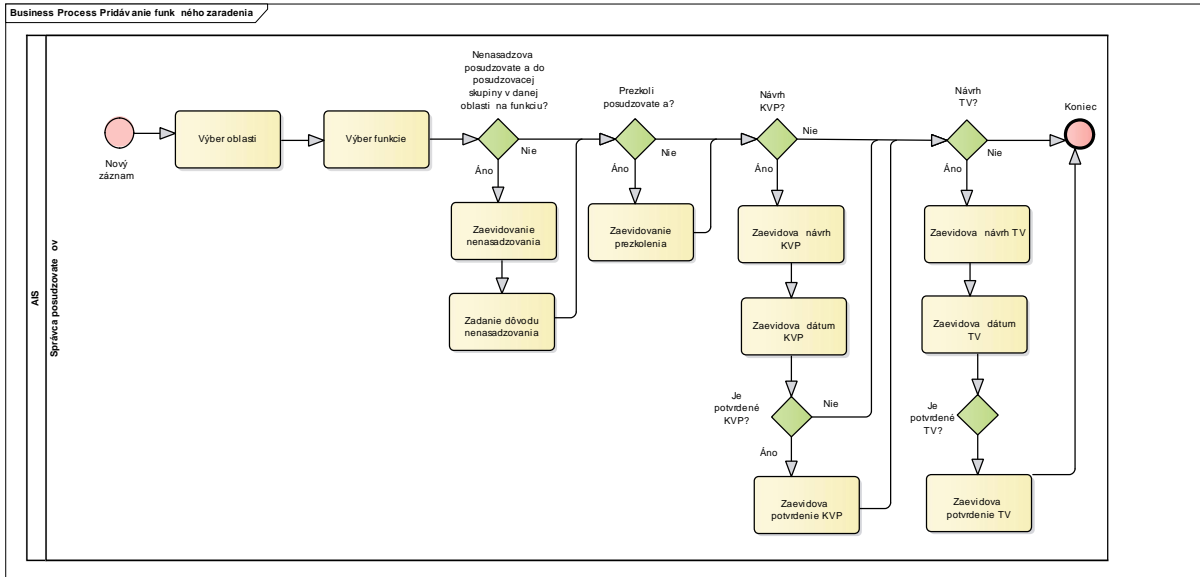 Business Process Pridávanie funk ného zaradenia
AIS
Správca posudzovate ov
Nový
záznam
Výber oblasti
Výber funkcie
Nenasadzova
posudzovate a do
posudzovacej
skupiny v danej
oblasti na funkciu?
Nie
Áno
Zaevidovanie
nenasadzovania
Zadanie dôvodu
nenasadzovania
Prezkoli
posudzovate a?
Nie
Áno
Zaevidovanie
prezkolenia
Návrh
KVP?
Nie
Áno
Zaevidova návrh
KVP
Zaevidova dátum
KVP
Je
potvrdené
KVP?
Nie
Áno
Zaevidova
potvrdenie KVP
Návrh
TV?
Nie
Áno
Zaevidova návrh TV
Zaevidova dátum
TV
Je
potvrdené
TV?
Zaevidova
potvrdenie TV
Koniec